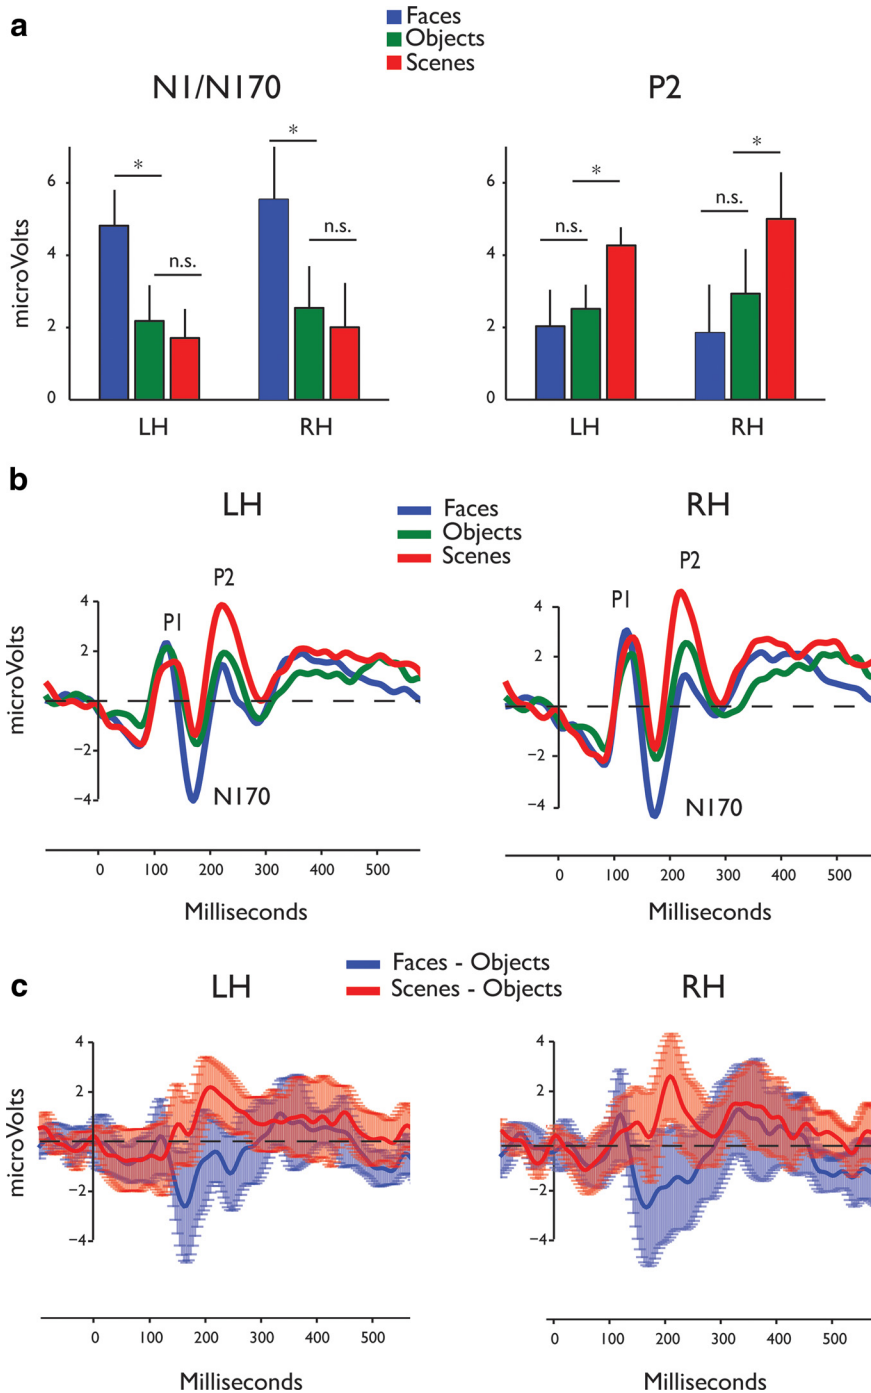 a
Faces
Objects
Scenes
N1/N170
P2
microVolts
6
4
2
0
*
n.s.
*
n.s.
LH
RH
6
4
2
0
n.s.
*
n.s.
*
LH
RH
b
LH
Faces
Objects
Scenes
RH
microVolts
4
2
−2
−4
P1
P2
N170
0 100 200 300 400 500
Milliseconds
4
2
−2
−4
P1
P2
N170
0 100 200 300 400 500
Milliseconds
c
LH
Faces - Objects
Scenes - Objects
RH
microVolts
4
2
−2
−4
0 100 200 300 400 500
Milliseconds
4
2
−2
−4
0 100 200 300 400 500
Milliseconds